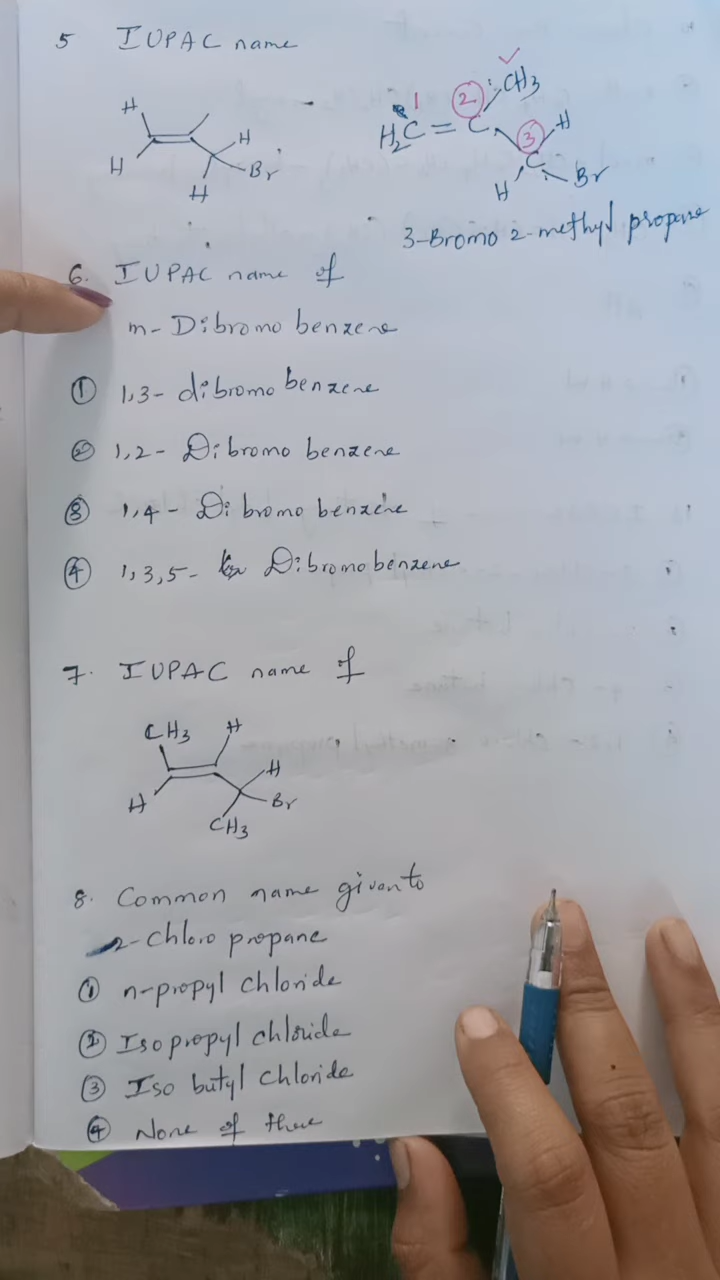 5 IUPAC name
H
H
H
Br
H
1
2
CH3
H2C = C
3
H
C
H
Br
3-Bromo 2-methyl propane
6. IUPAC name of
m- Dibromo benzene
① 1,3- dibromo benzene
② 1,2- Dibromo benzene
③ 1,4- Dibromo benzene
④ 1,3,5- Dibromobenzene
7. IUPAC name of
CH3
H
H
H
Br
CH3
8. Common name given to
2-Chloro propane
① n-propyl chloride
② Isopropyl chloride
③ Iso butyl chloride
④ None of